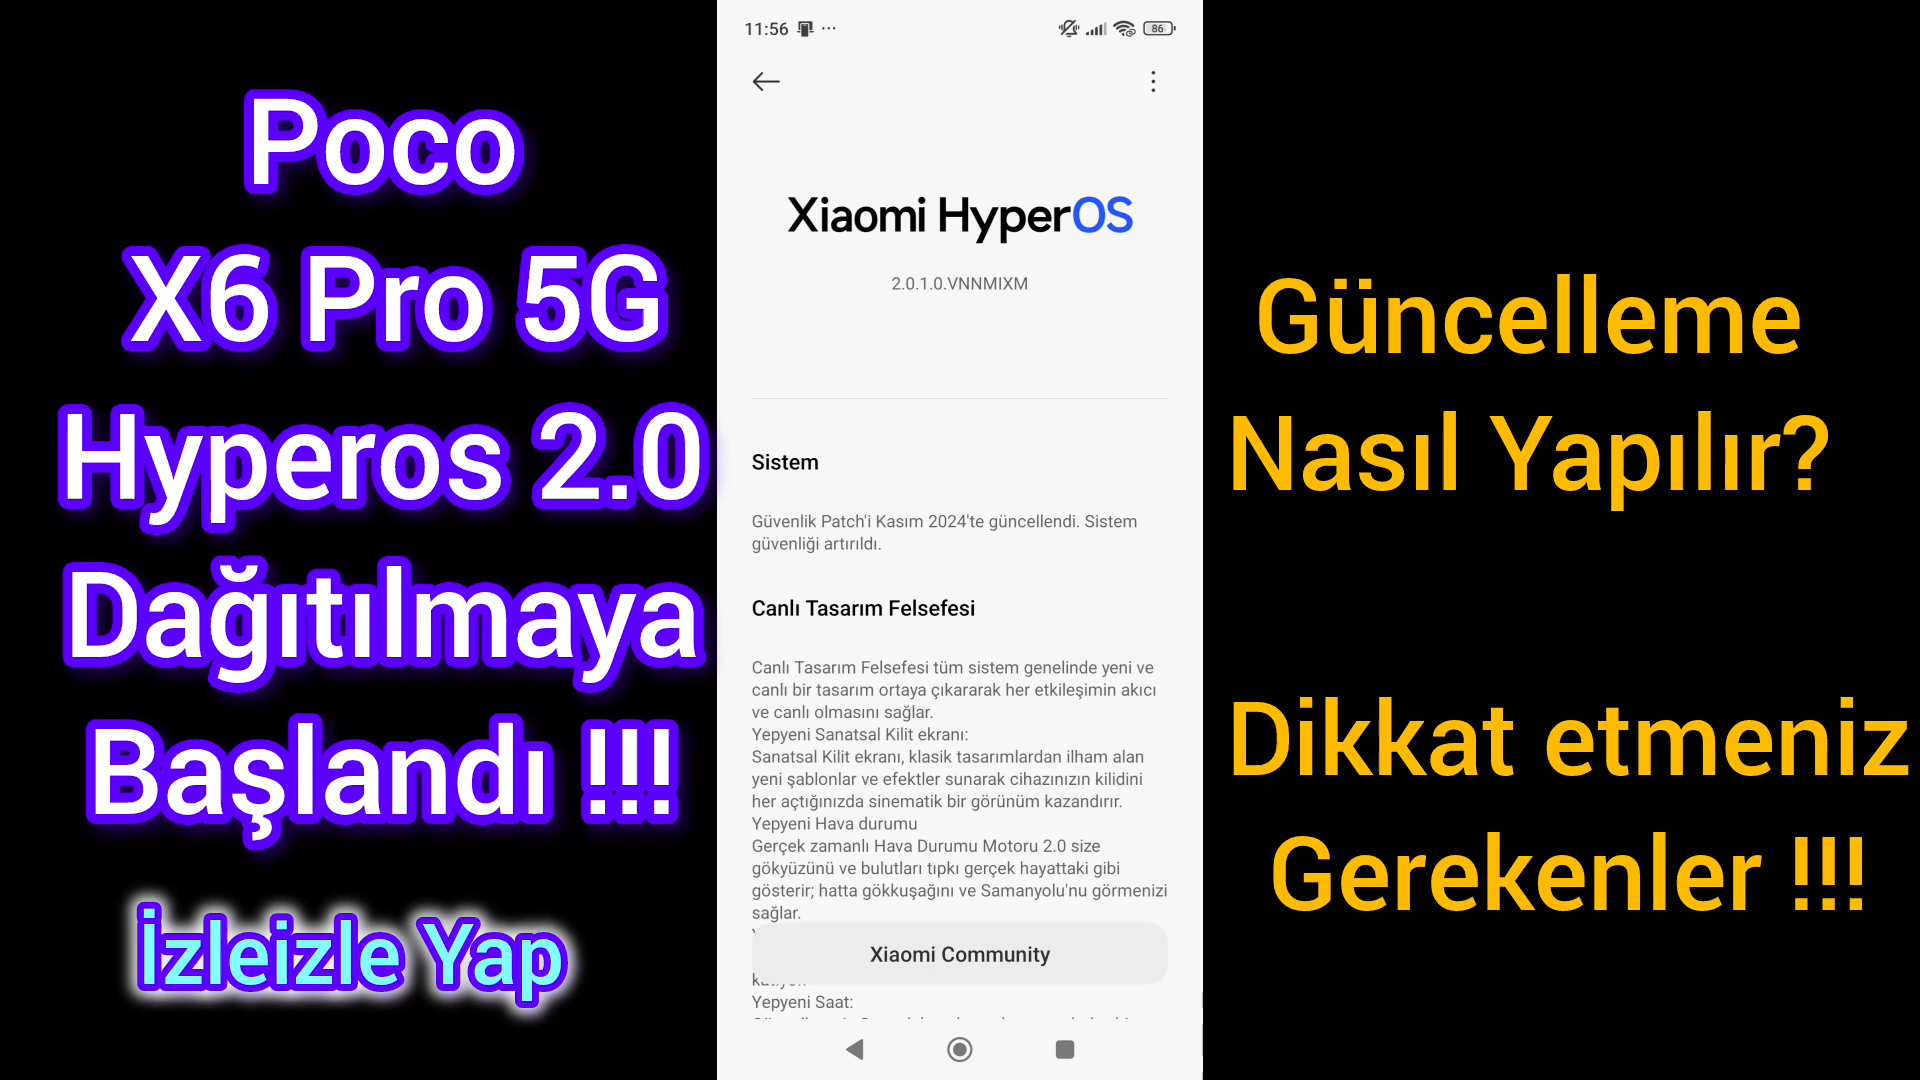 Poco
X6 Pro 5G
Hyperos 2.0
Dağıtılmaya
Başlandı !!!
İzleizle Yap
11:56
86
Xiaomi HyperOS
2.0.1.0.VNNMIXM
Sistem
Güvenlik Patch'i Kasım 2024'te güncellendi. Sistem
güvenliği artırıldı.
Canlı Tasarım Felsefesi
Canlı Tasarım Felsefesi tüm sistem genelinde yeni ve
canlı bir tasarım ortaya çıkararak her etkileşimin akıcı
ve canlı olmasını sağlar.
Yepyeni Sanatsal Kilit ekranı:
Sanatsal Kilit ekranı, klasik tasarımlardan ilham alan
yeni şablonlar ve efektler sunarak cihazınızın kilidini
her açtığınızda sinematik bir görünüm kazandırır.
Yepyeni Hava durumu
Gerçek zamanlı Hava Durumu Motoru 2.0 size
gökyüzünü ve bulutları tıpkı gerçek hayattaki gibi
gösterir; hatta gökkuşağını ve Samanyolu'nu görmenizi
sağlar.
Xiaomi Community
Yepyeni Saat:
Güncelleme
Nasıl Yapılır?
Dikkat etmeniz
Gerekenler !!!